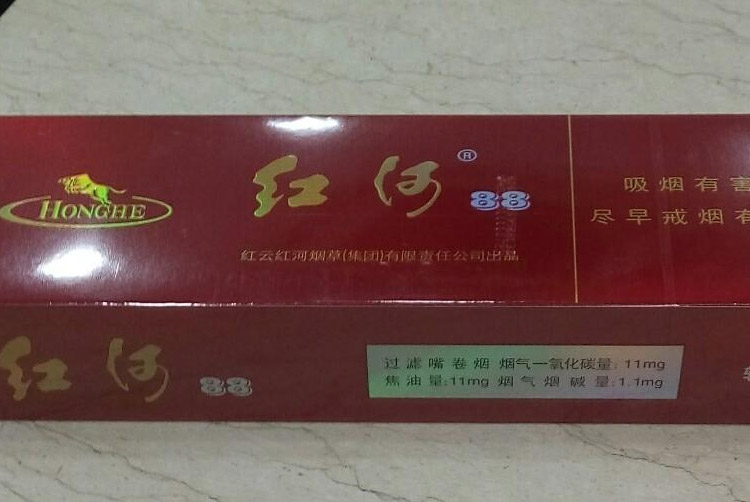 HONGHE
红河® 88
紅云紅河烟草(集团)有限责任公司出品
吸烟有害
尽早戒烟有
红河 88
过滤嘴卷烟 烟气一氧化碳量: 11mg
焦油量:11mg 烟气烟碱量:1.1mg